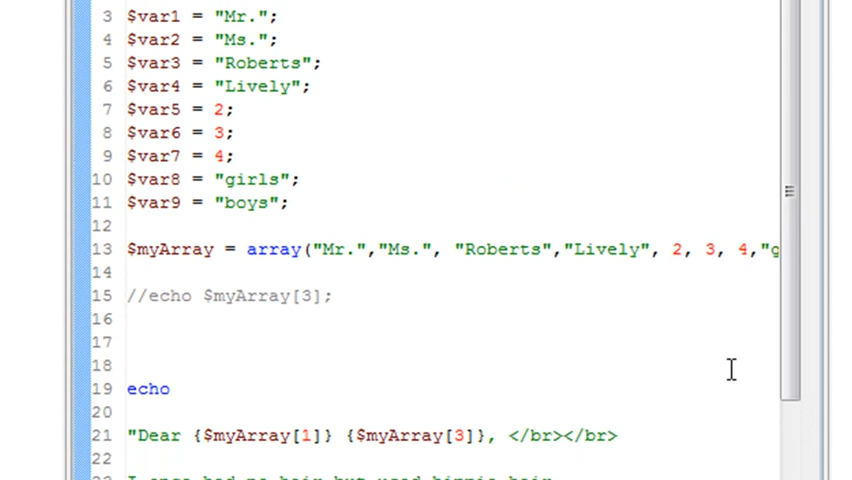 3 $var1 = "Mr.";
4 $var2 = "Ms.";
5 $var3 = "Roberts";
6 $var4 = "Lively";
7 $var5 = 2;
8 $var6 = 3;
9 $var7 = 4;
10 $var8 = "girls";
11 $var9 = "boys";
12
13 $myArray = array("Mr.","Ms.", "Roberts","Lively", 2, 3, 4,"g
14
15 //echo $myArray[3];
16
17
18
19 echo
20
21 "Dear {$myArray[1]} {$myArray[3]}, </br></br>
22